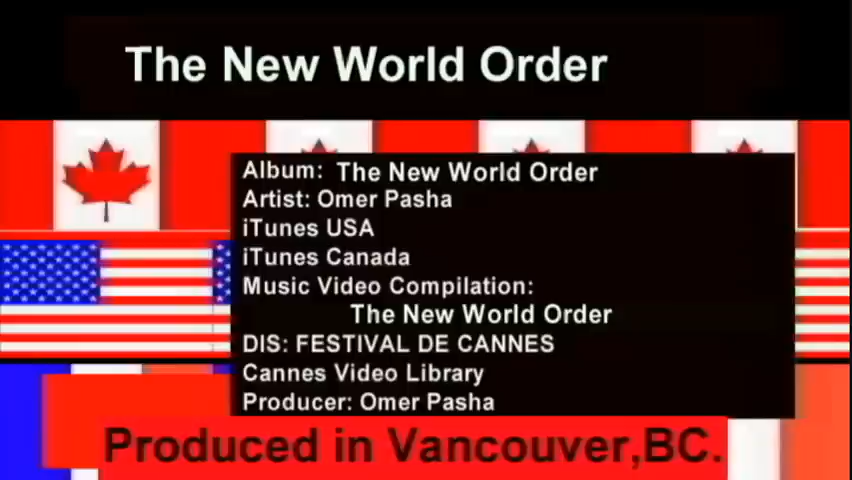 The New World Order
Album: The New World Order
Artist: Omer Pasha
iTunes USA
iTunes Canada
Music Video Compilation:
The New World Order
DIS: FESTIVAL DE CANNES
Cannes Video Library
Producer: Omer Pasha
Produced in Vancouver,BC.